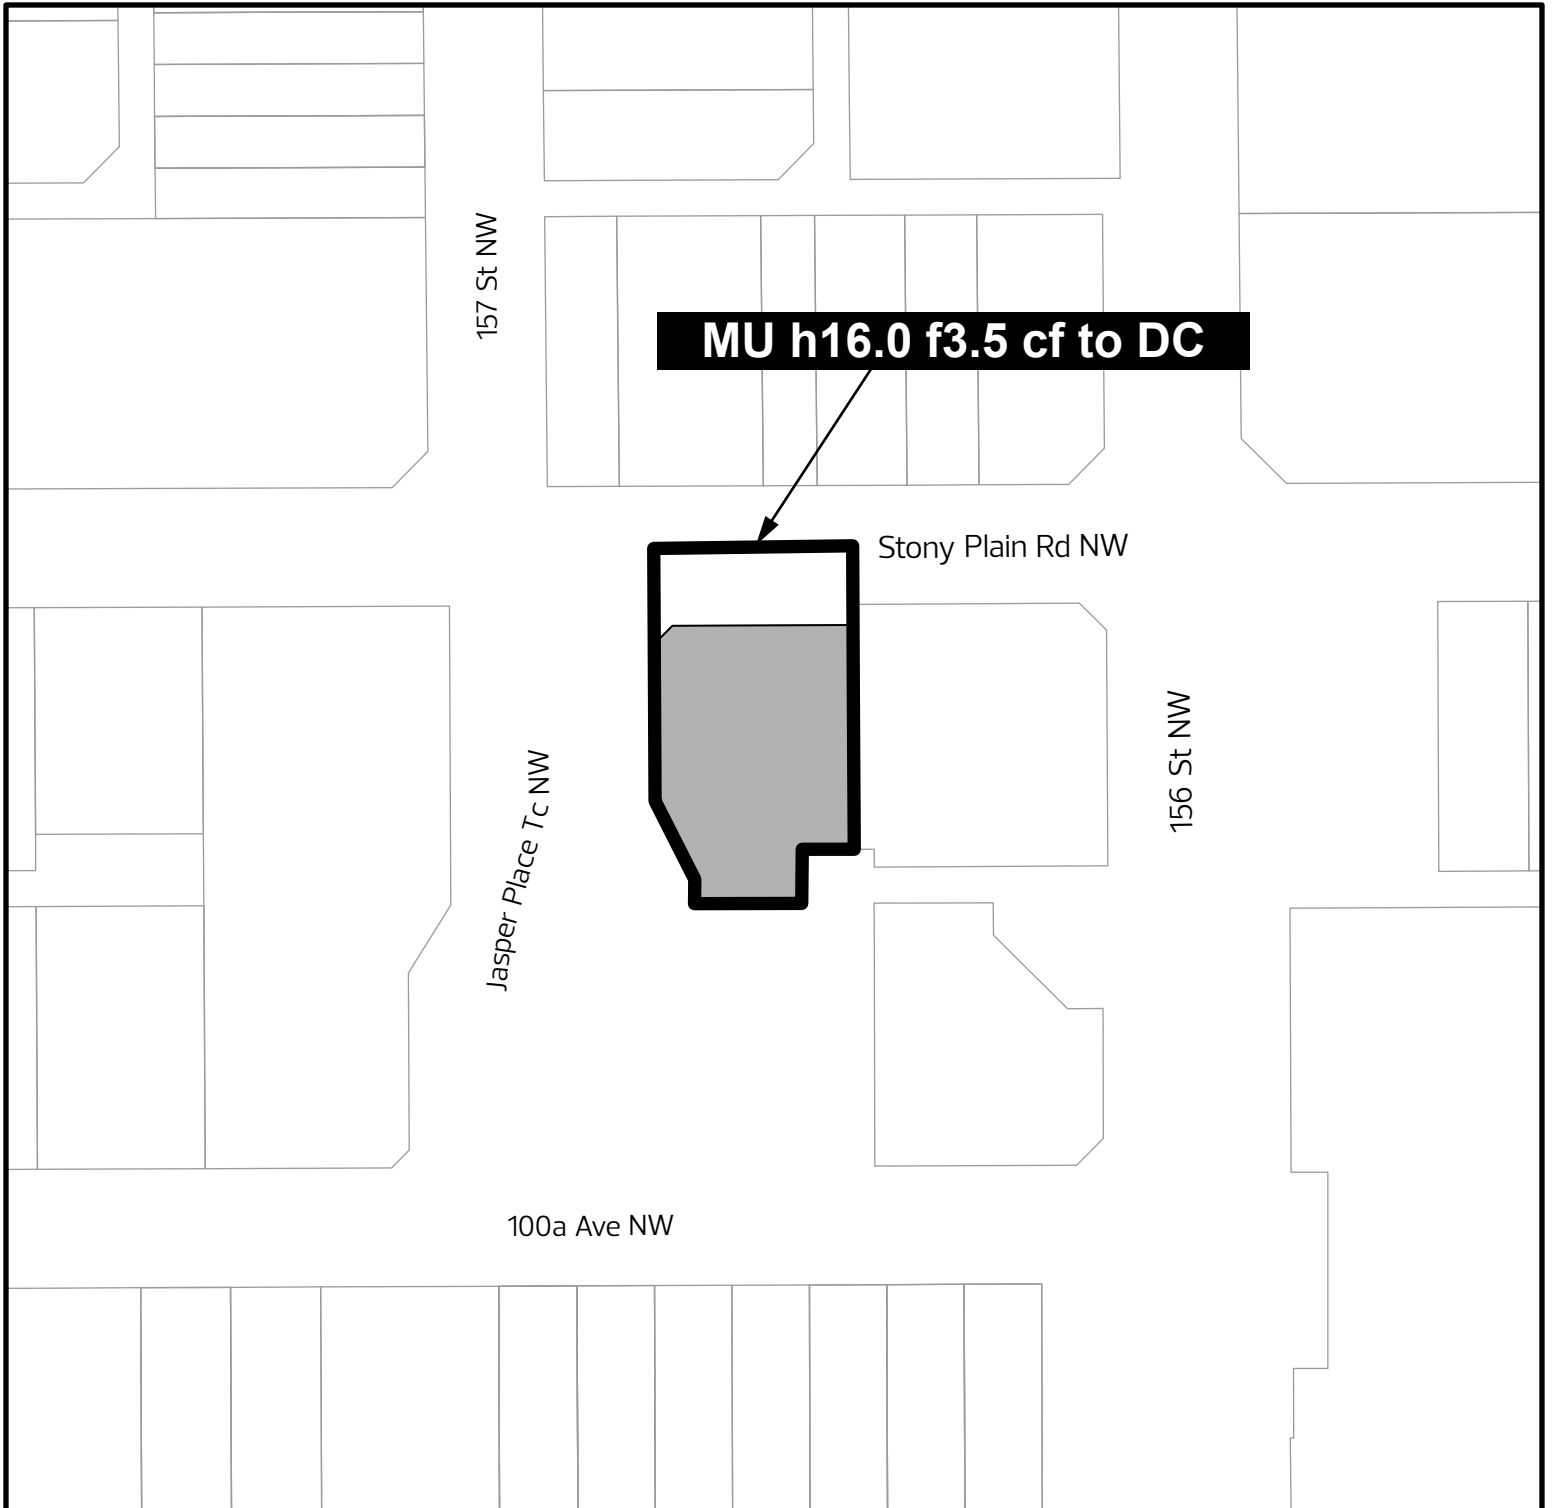 157 St NW
MU h16.0 f3.5 cf to DC
Stony Plain Rd NW
156 St NW
Jasper Place Tc NW
100a Ave NW